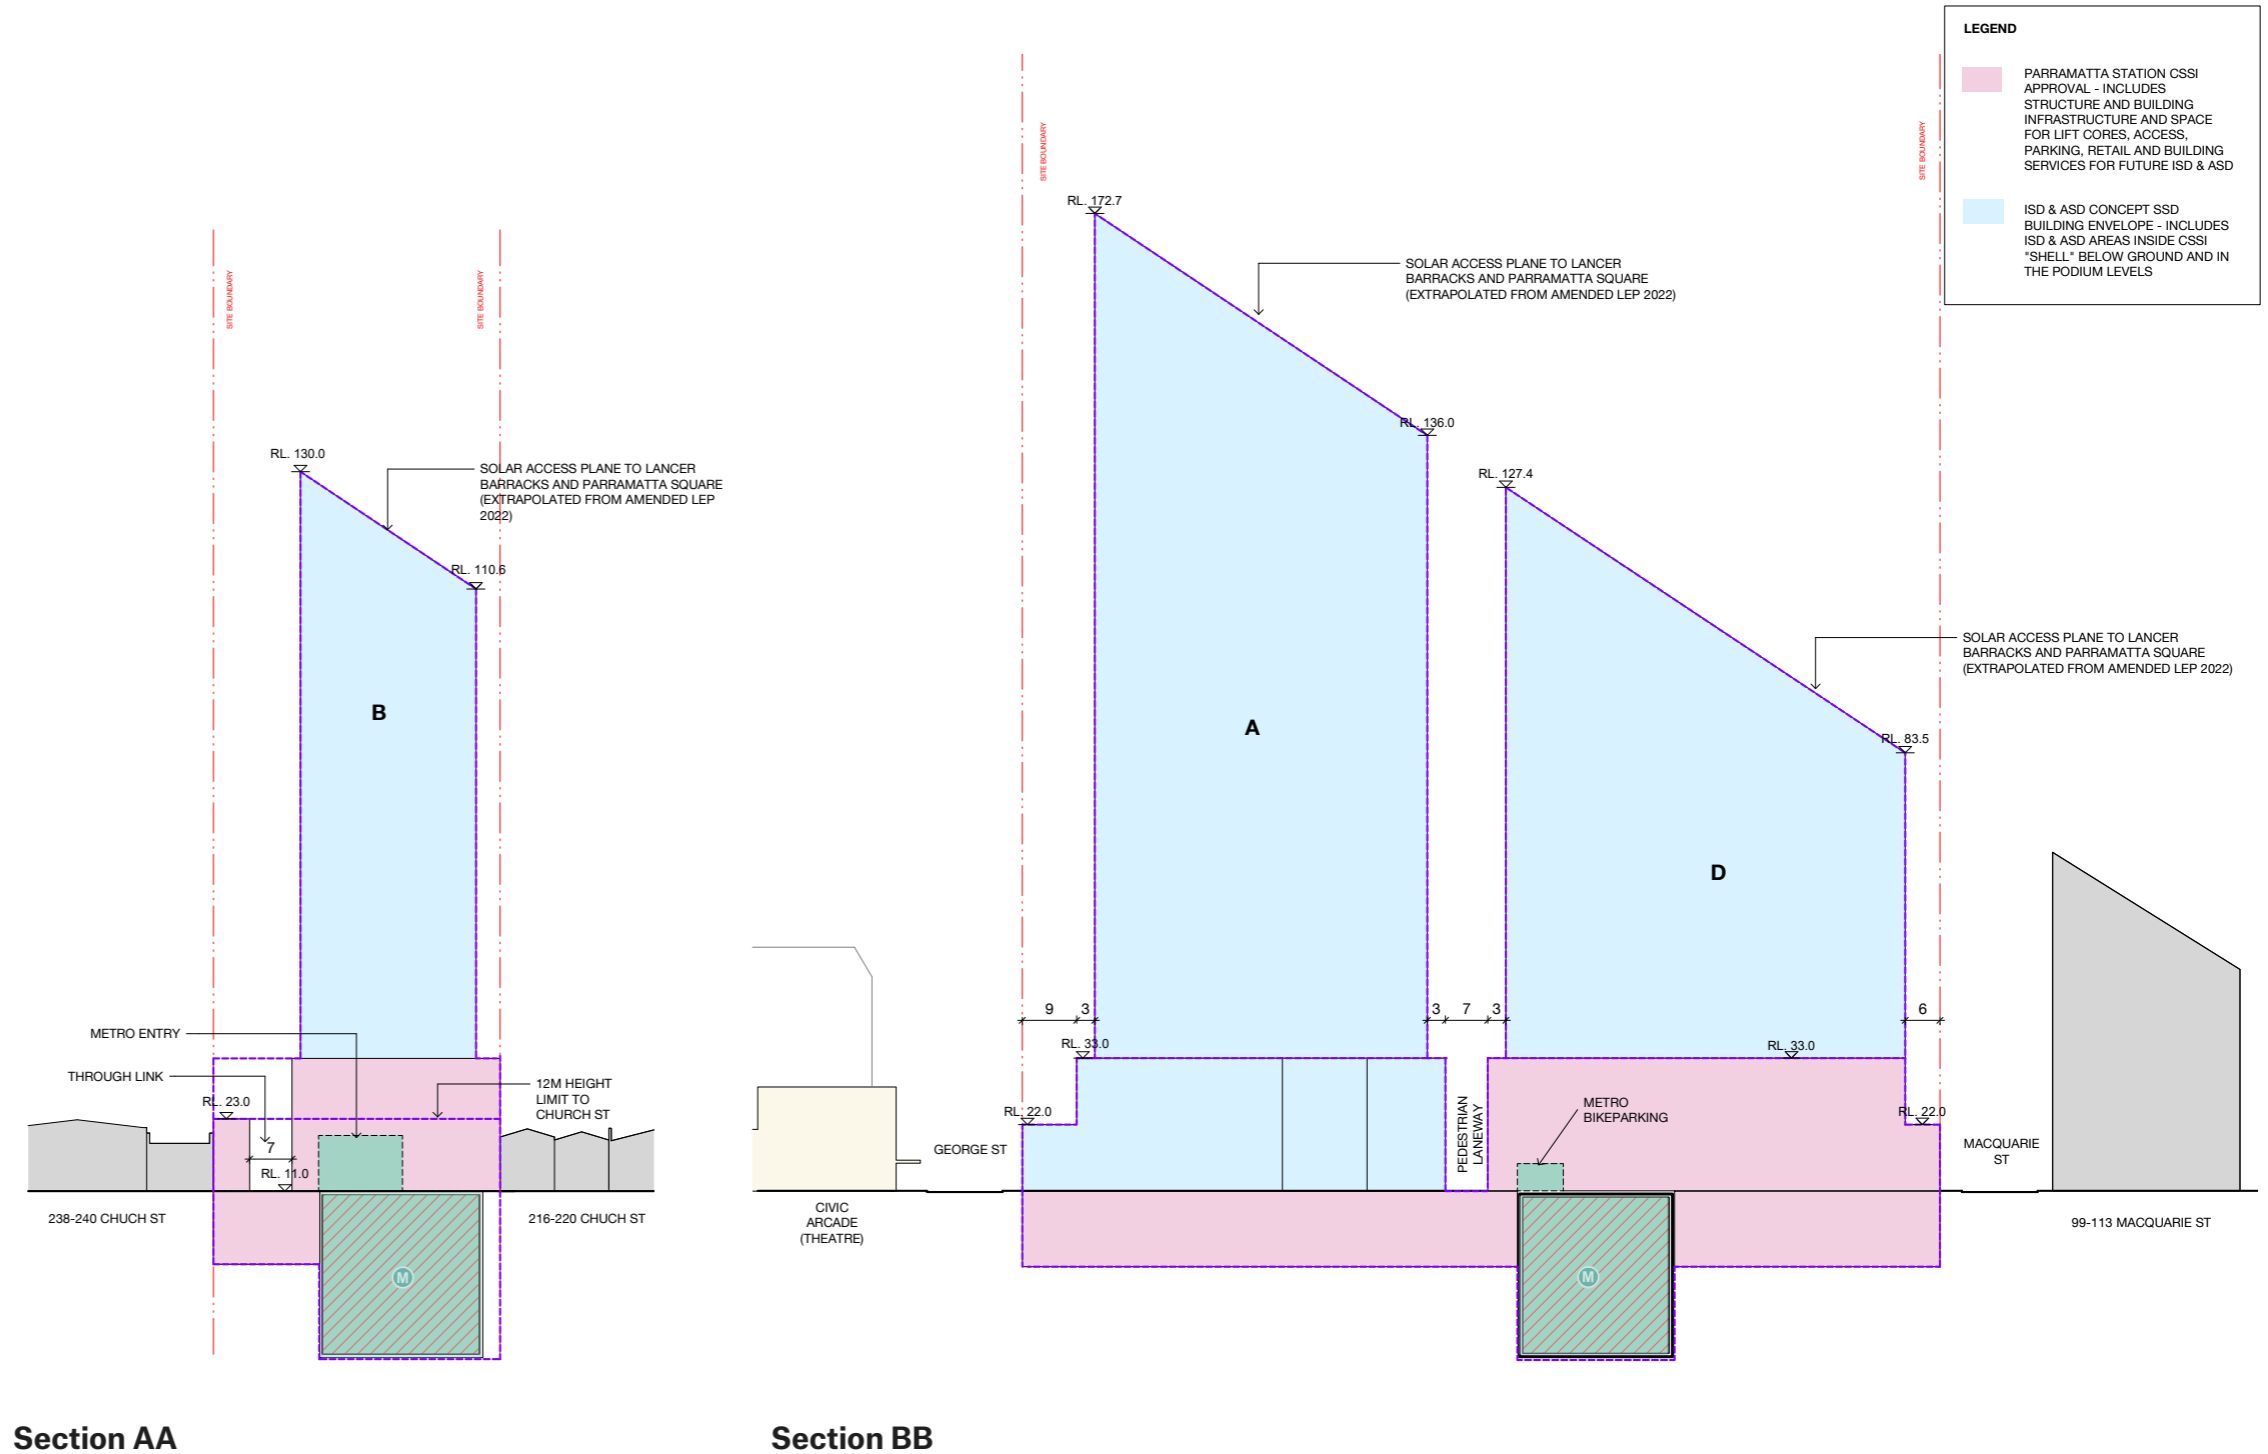 LEGEND
PARRAMATTA STATION CSSI
APPROVAL - INCLUDES
STRUCTURE AND BUILDING
INFRASTRUCTURE AND SPACE
FOR LIFT CORES, ACCESS,
PARKING, RETAIL AND BUILDING
SERVICES FOR FUTURE ISD & ASD
ISD & ASD CONCEPT SSD
BUILDING ENVELOPE - INCLUDES
ISD & ASD AREAS INSIDE CSSI
"SHELL" BELOW GROUND AND IN
THE PODIUM LEVELS
SITE BOUNDARY
SITE BOUNDARY
RL. 130.0
SOLAR ACCESS PLANE TO LANCER
BARRACKS AND PARRAMATTA SQUARE
(EXTRAPOLATED FROM AMENDED LEP
2022)
RL. 110.6
B
METRO ENTRY
THROUGH LINK
12M HEIGHT
LIMIT TO
CHURCH ST
RL. 23.0
7
RL. 11.0
238-240 CHUCH ST
216-220 CHUCH ST
M
Section AA
SITE BOUNDARY
SITE BOUNDARY
RL. 172.7
SOLAR ACCESS PLANE TO LANCER
BARRACKS AND PARRAMATTA SQUARE
(EXTRAPOLATED FROM AMENDED LEP 2022)
RL. 136.0
RL. 127.4
SOLAR ACCESS PLANE TO LANCER
BARRACKS AND PARRAMATTA SQUARE
(EXTRAPOLATED FROM AMENDED LEP 2022)
A
RL. 83.5
D
9
3
3
7
3
6
RL. 33.0
RL. 33.0
RL. 22.0
RL. 22.0
METRO
BIKEPARKING
PEDESTRIAN
LANEWAY
GEORGE ST
MACQUARIE
ST
CIVIC
ARCADE
(THEATRE)
99-113 MACQUARIE ST
M
Section BB